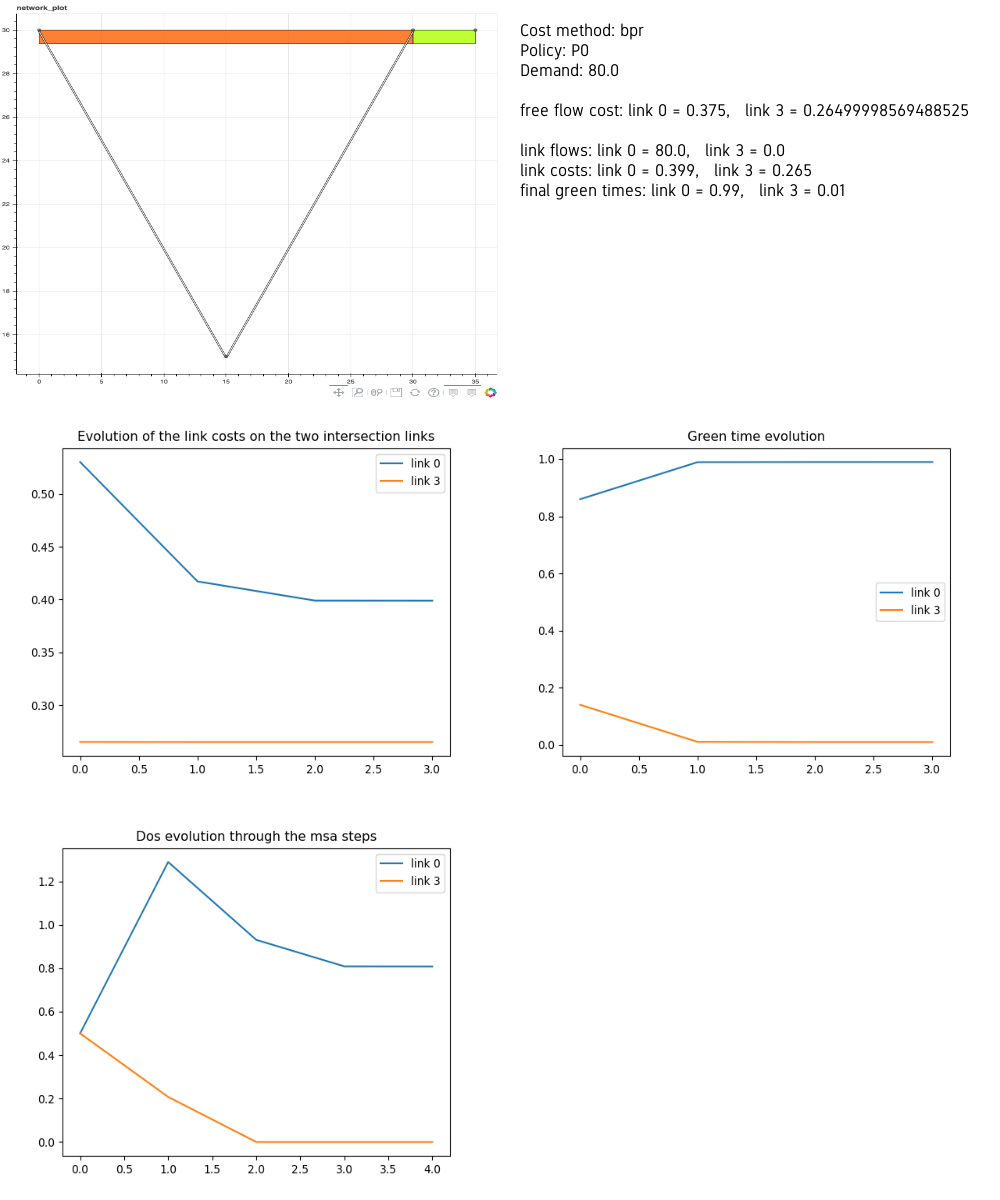 network_plot
30
28
26
24
22
20
18
16
0 5 10 15 20 25 30 35
Cost method: bpr
Policy: P0
Demand: 80.0
free flow cost: link 0 = 0.375, link 3 = 0.26499998569488525
link flows: link 0 = 80.0, link 3 = 0.0
link costs: link 0 = 0.399, link 3 = 0.265
final green times: link 0 = 0.99, link 3 = 0.01
Evolution of the link costs on the two intersection links
link 0
link 3
0.50
0.45
0.40
0.35
0.30
0.0 0.5 1.0 1.5 2.0 2.5 3.0
Green time evolution
1.0
0.8
0.6
link 0
link 3
0.4
0.2
0.0
0.0 0.5 1.0 1.5 2.0 2.5 3.0
Dos evolution through the msa steps
link 0
link 3
1.2
1.0
0.8
0.6
0.4
0.2
0.0
0.0 0.5 1.0 1.5 2.0 2.5 3.0 3.5 4.0